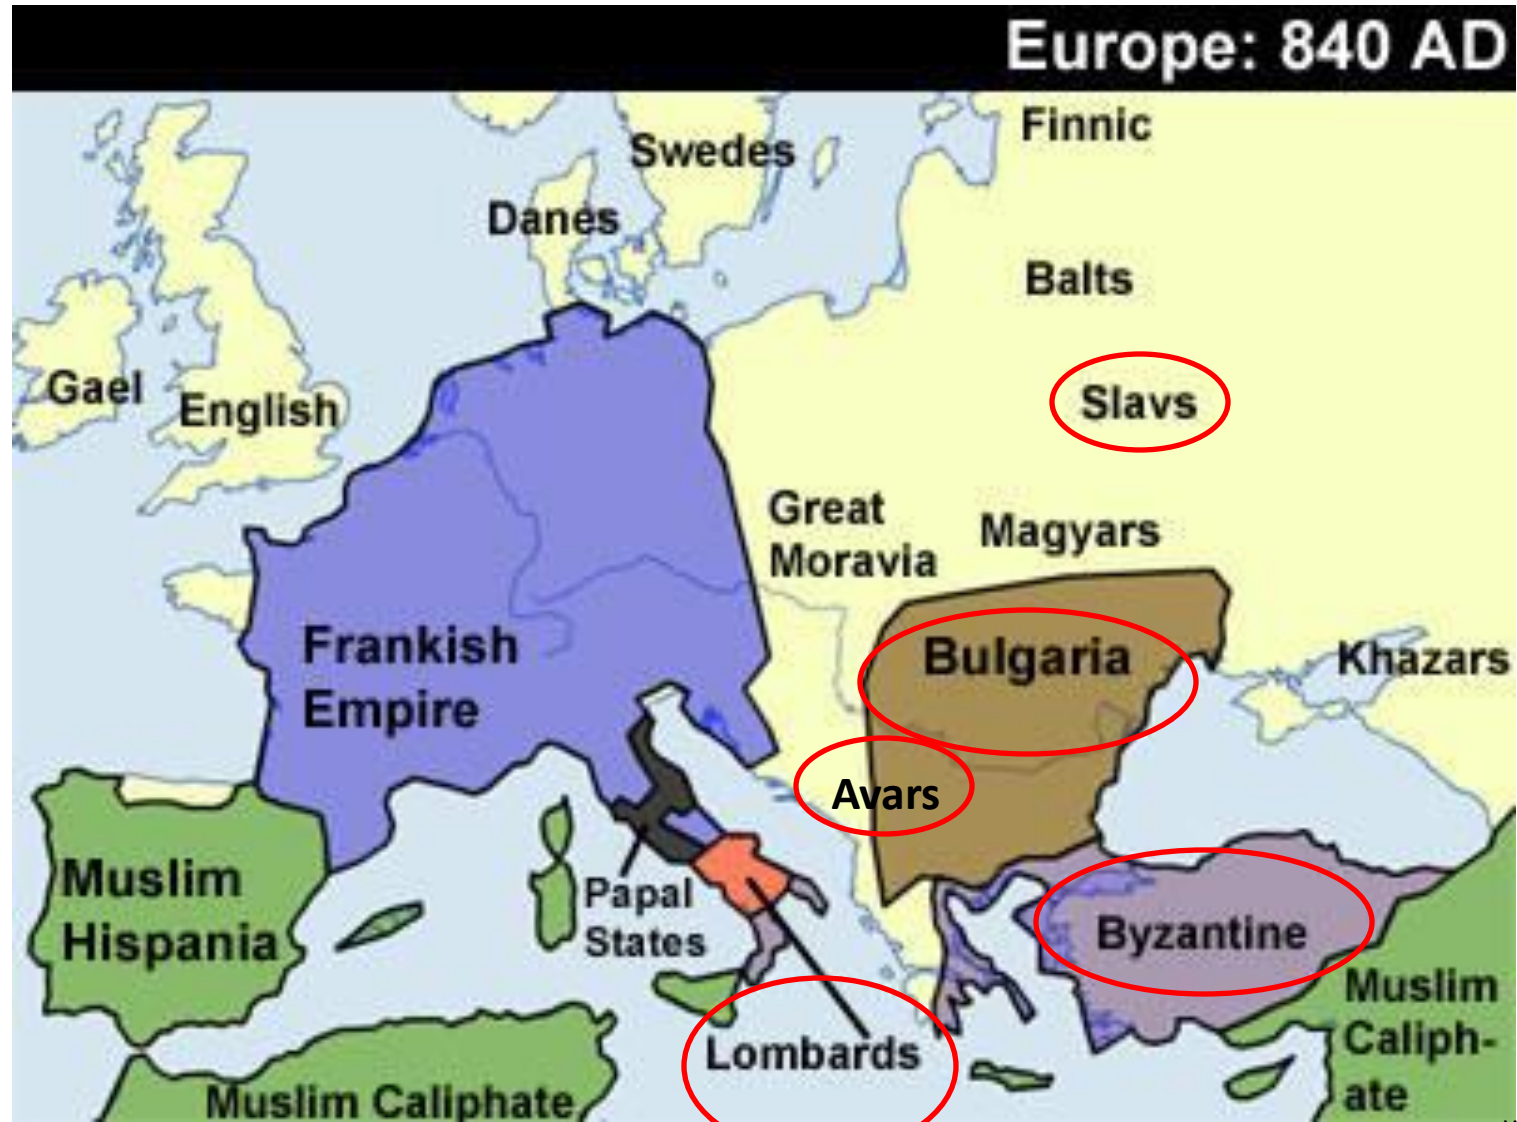 Europe: 840 AD
Finnic
Swedes
Danes
Balts
Gael
English
Slavs
Great
Moravia
Magyars
Frankish
Empire
Bulgaria
Khazars
Avars
Muslim
Hispania
Papal
States
Byzantine
Lombards
Muslim
Caliph-
ate
Muslim Caliphate